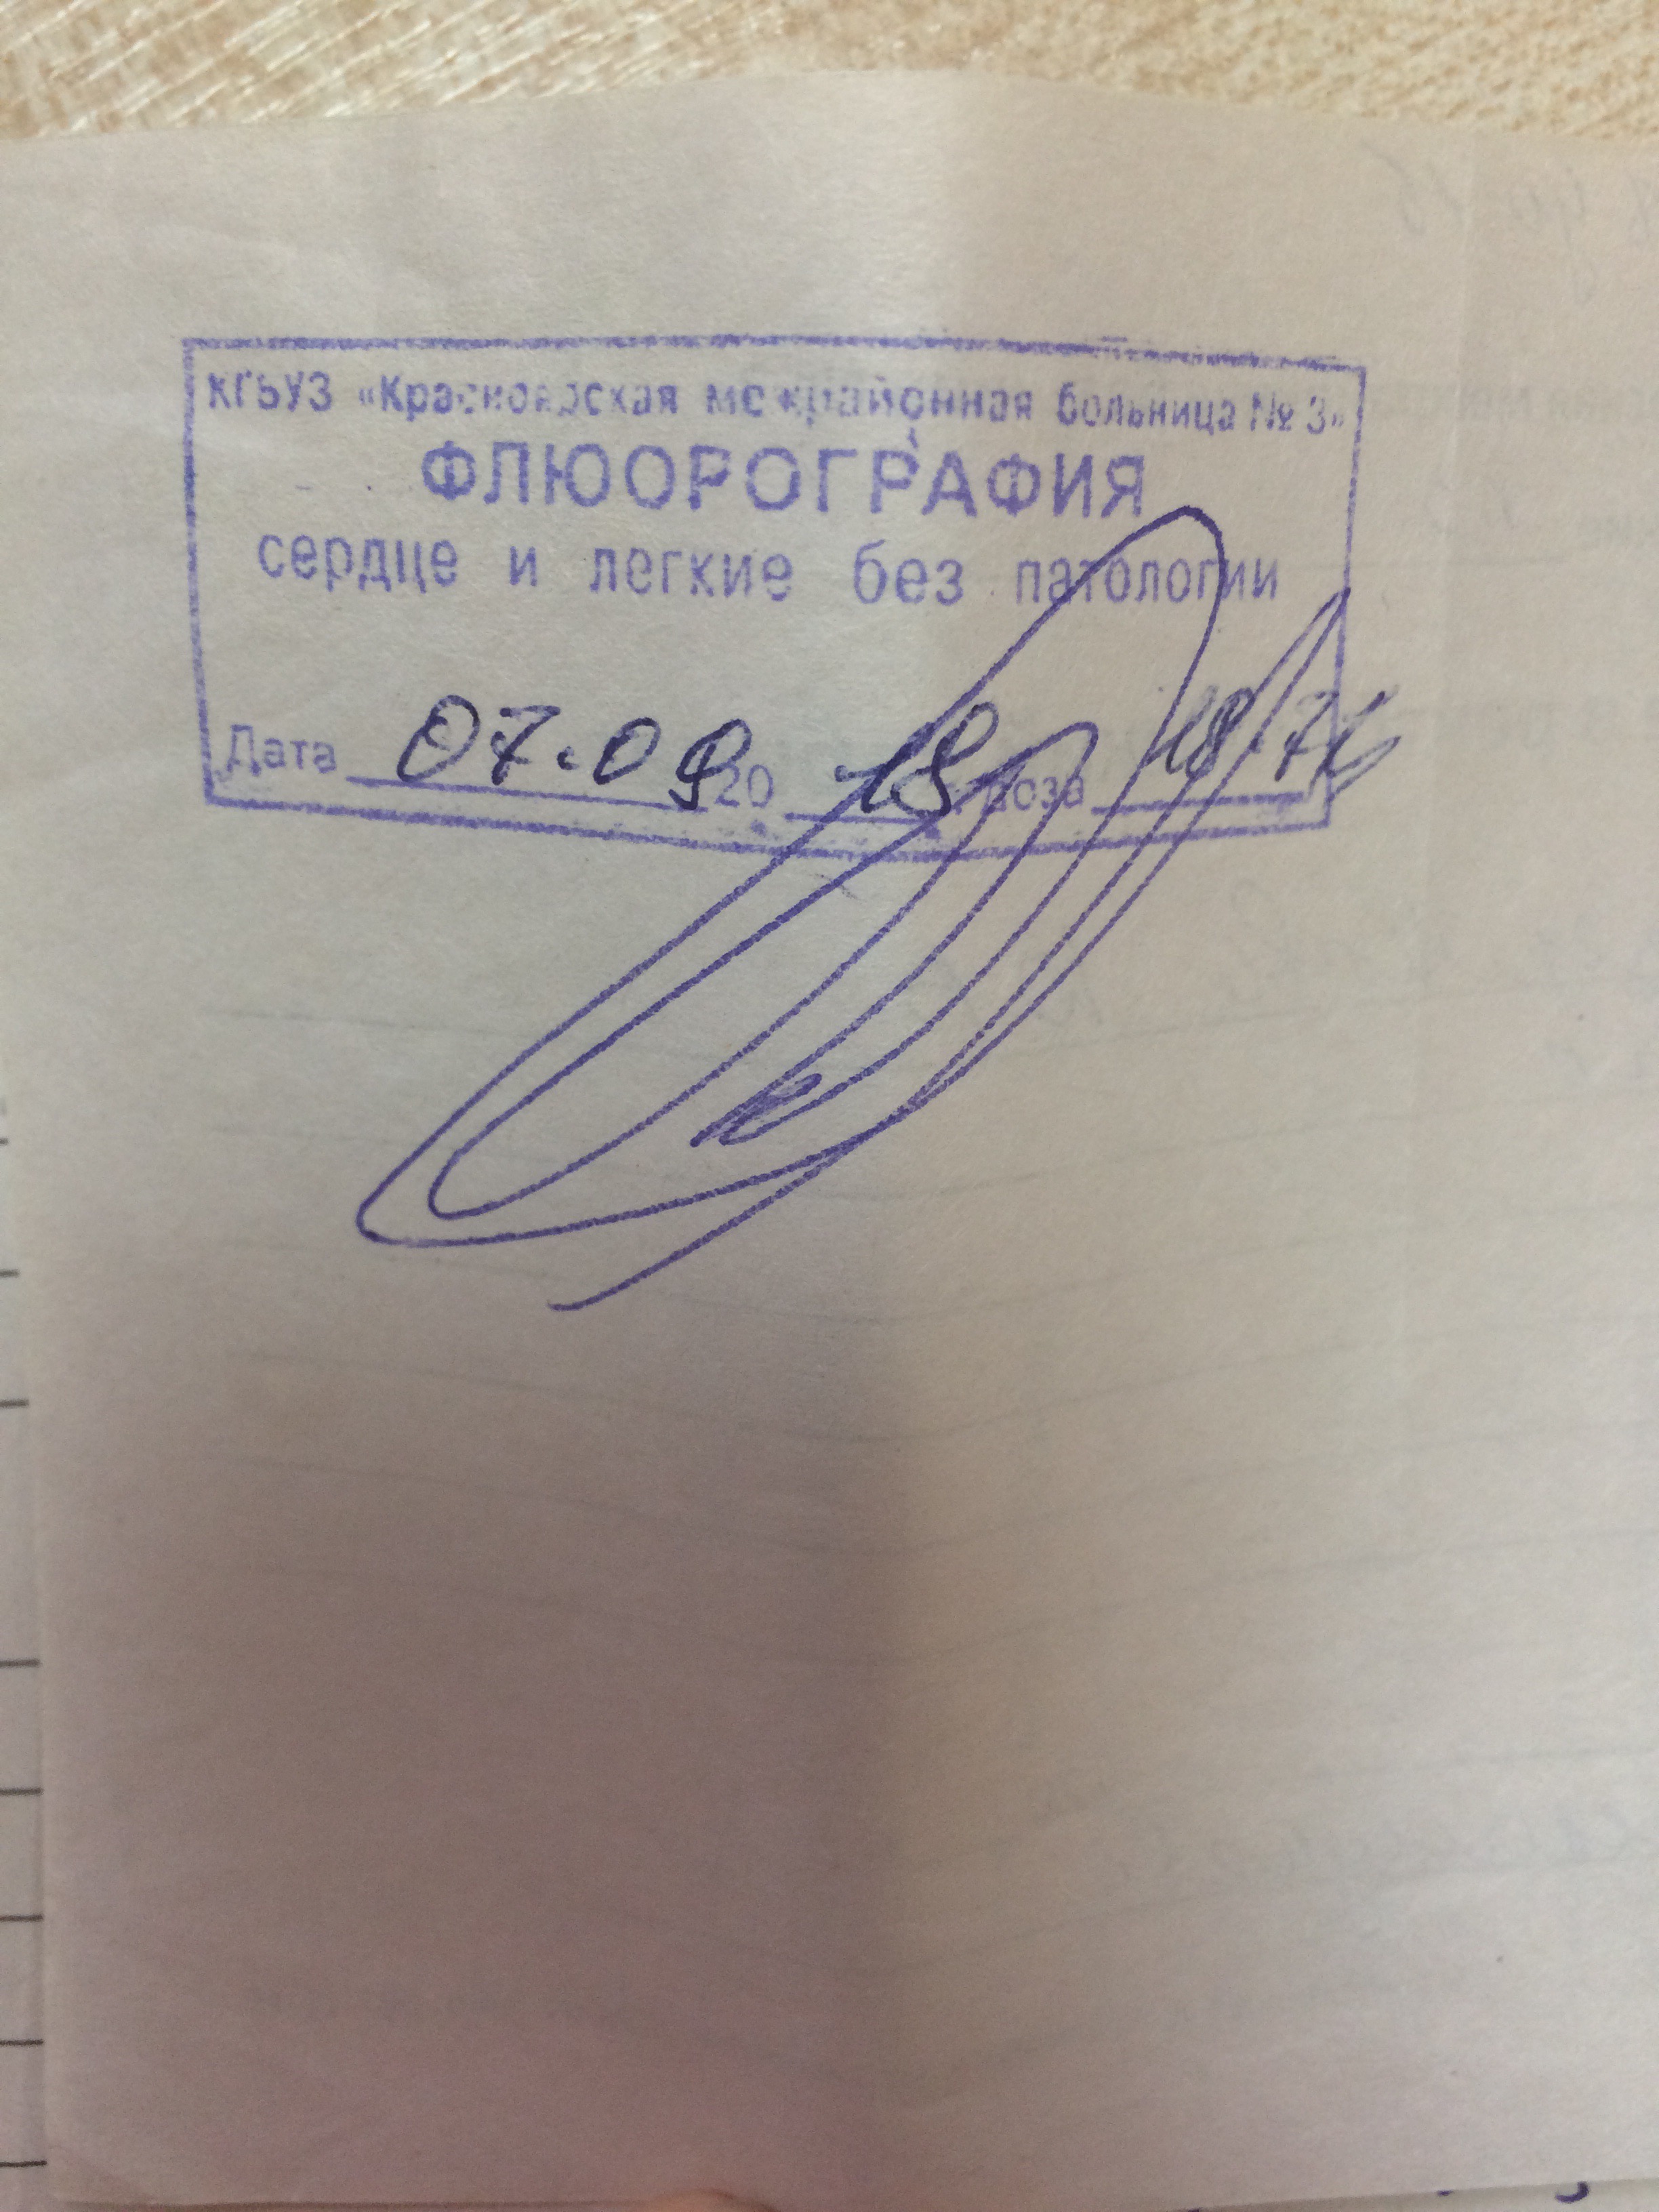 КГБУЗ «Красноярская межрайонная больница № 3»
ФЛЮОРОГРАФИЯ
сердце и легкие без патологии
Дата 07.09 20 18 г. доза